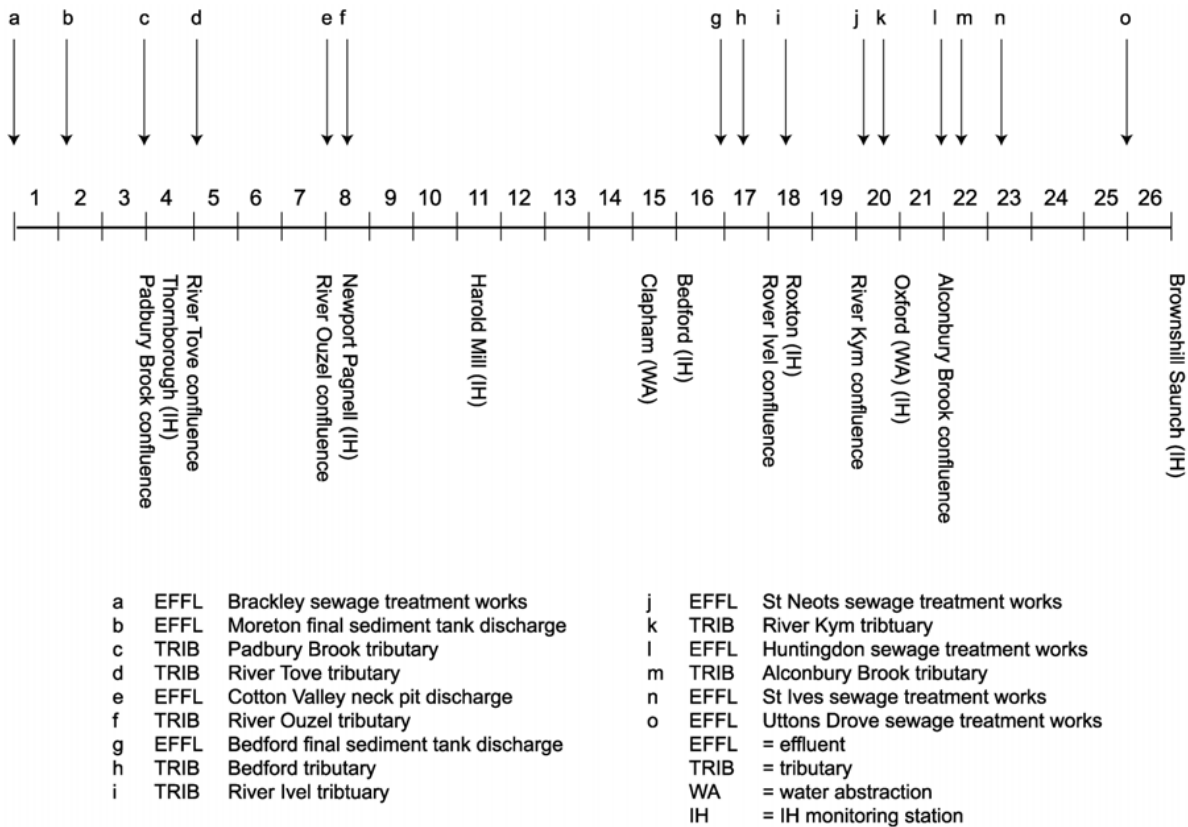 a b c d e f g h i j k l m n o
1 2 3 4 5 6 7 8 9 10 11 12 13 14 15 16 17 18 19 20 21 22 23 24 25 26
Padbury Brock confluence
Thornborough (IH)
River Tove confluence
River Ouzel confluence
Newport Pagnell (IH)
Harold Mill (IH)
Clapham (WA)
Bedford (IH)
Rover Ivel confluence
Roxton (IH)
River Kym confluence
Oxford (WA) (IH)
Alconbury Brook confluence
Brownshill Saunch (IH)
a EFFL Brackley sewage treatment works
b EFFL Moreton final sediment tank discharge
c TRIB Padbury Brook tributary
d TRIB River Tove tributary
e EFFL Cotton Valley neck pit discharge
f TRIB River Ouzel tributary
g EFFL Bedford final sediment tank discharge
h TRIB Bedford tributary
i TRIB River Ivel tribtuary
j EFFL St Neots sewage treatment works
k TRIB River Kym tribtuary
l EFFL Huntingdon sewage treatment works
m TRIB Alconbury Brook tributary
n EFFL St Ives sewage treatment works
o EFFL Uttons Drove sewage treatment works
EFFL = effluent
TRIB = tributary
WA = water abstraction
IH = IH monitoring station